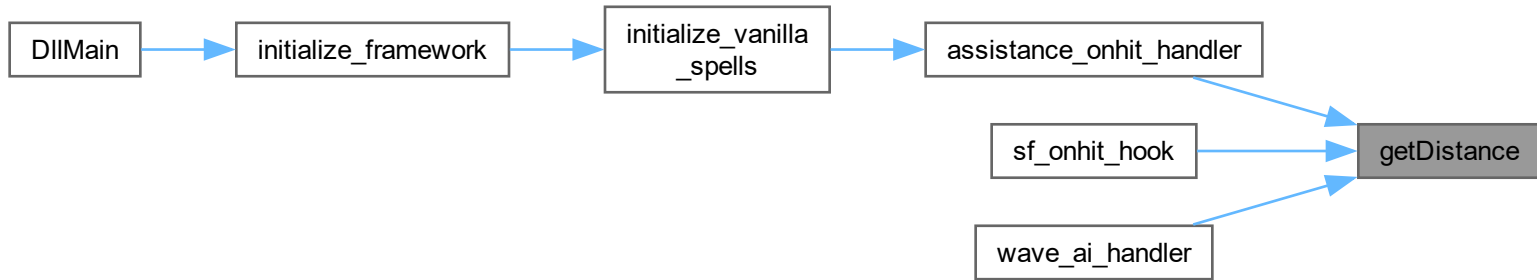 DllMain
initialize_framework
initialize_vanilla
_spells
assistance_onhit_handler
sf_onhit_hook
getDistance
wave_ai_handler